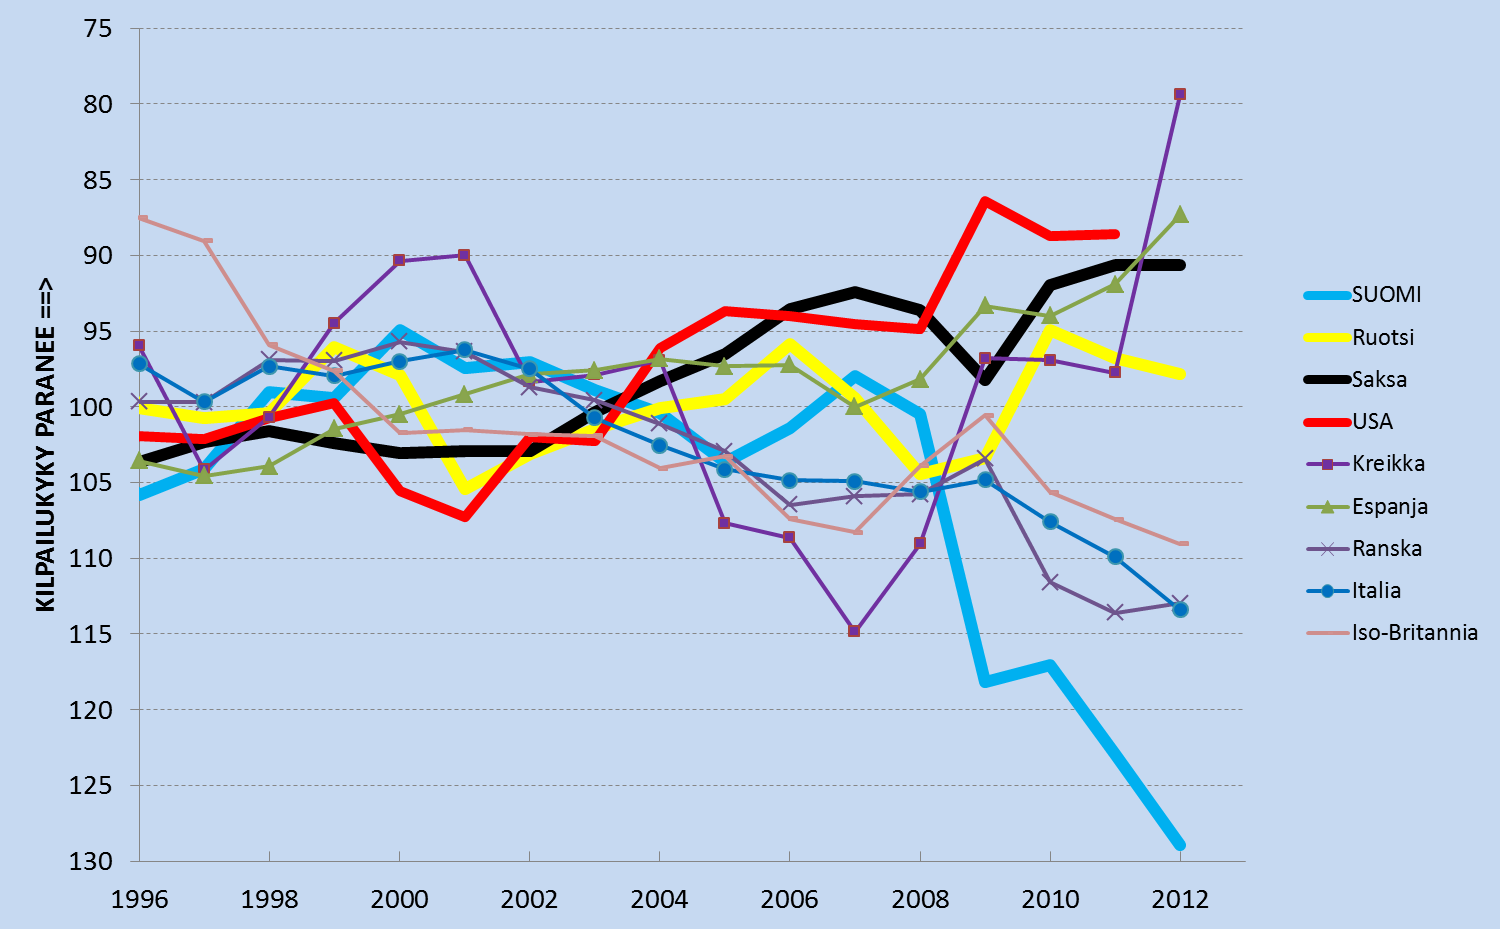 KILPAILUKYKY PARANEE ==>
75
80
85
90
95
100
105
110
115
120
125
130
1996 1998 2000 2002 2004 2006 2008 2010 2012
SUOMI
Ruotsi
Saksa
USA
Kreikka
Espanja
Ranska
Italia
Iso-Britannia